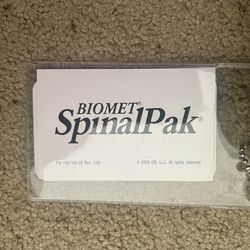 BIOMET®
SpinalPak®
© 2009 EBI, LLC. All rights reserved.